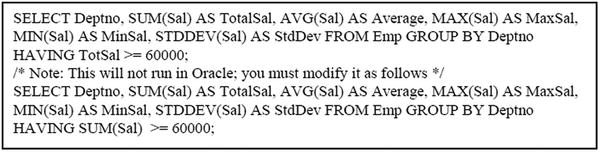 SELECT Deptno, SUM(Sal) AS TotalSal, AVG(Sal) AS Average, MAX(Sal) AS MaxSal,
MIN(Sal) AS MinSal, STDDEV(Sal) AS StdDev FROM Emp GROUP BY Deptno
HAVING TotSal >= 60000;
/* Note: This will not run in Oracle; you must modify it as follows */
SELECT Deptno, SUM(Sal) AS TotalSal, AVG(Sal) AS Average, MAX(Sal) AS MaxSal,
MIN(Sal) AS MinSal, STDDEV(Sal) AS StdDev FROM Emp GROUP BY Deptno
HAVING SUM(Sal) >= 60000;